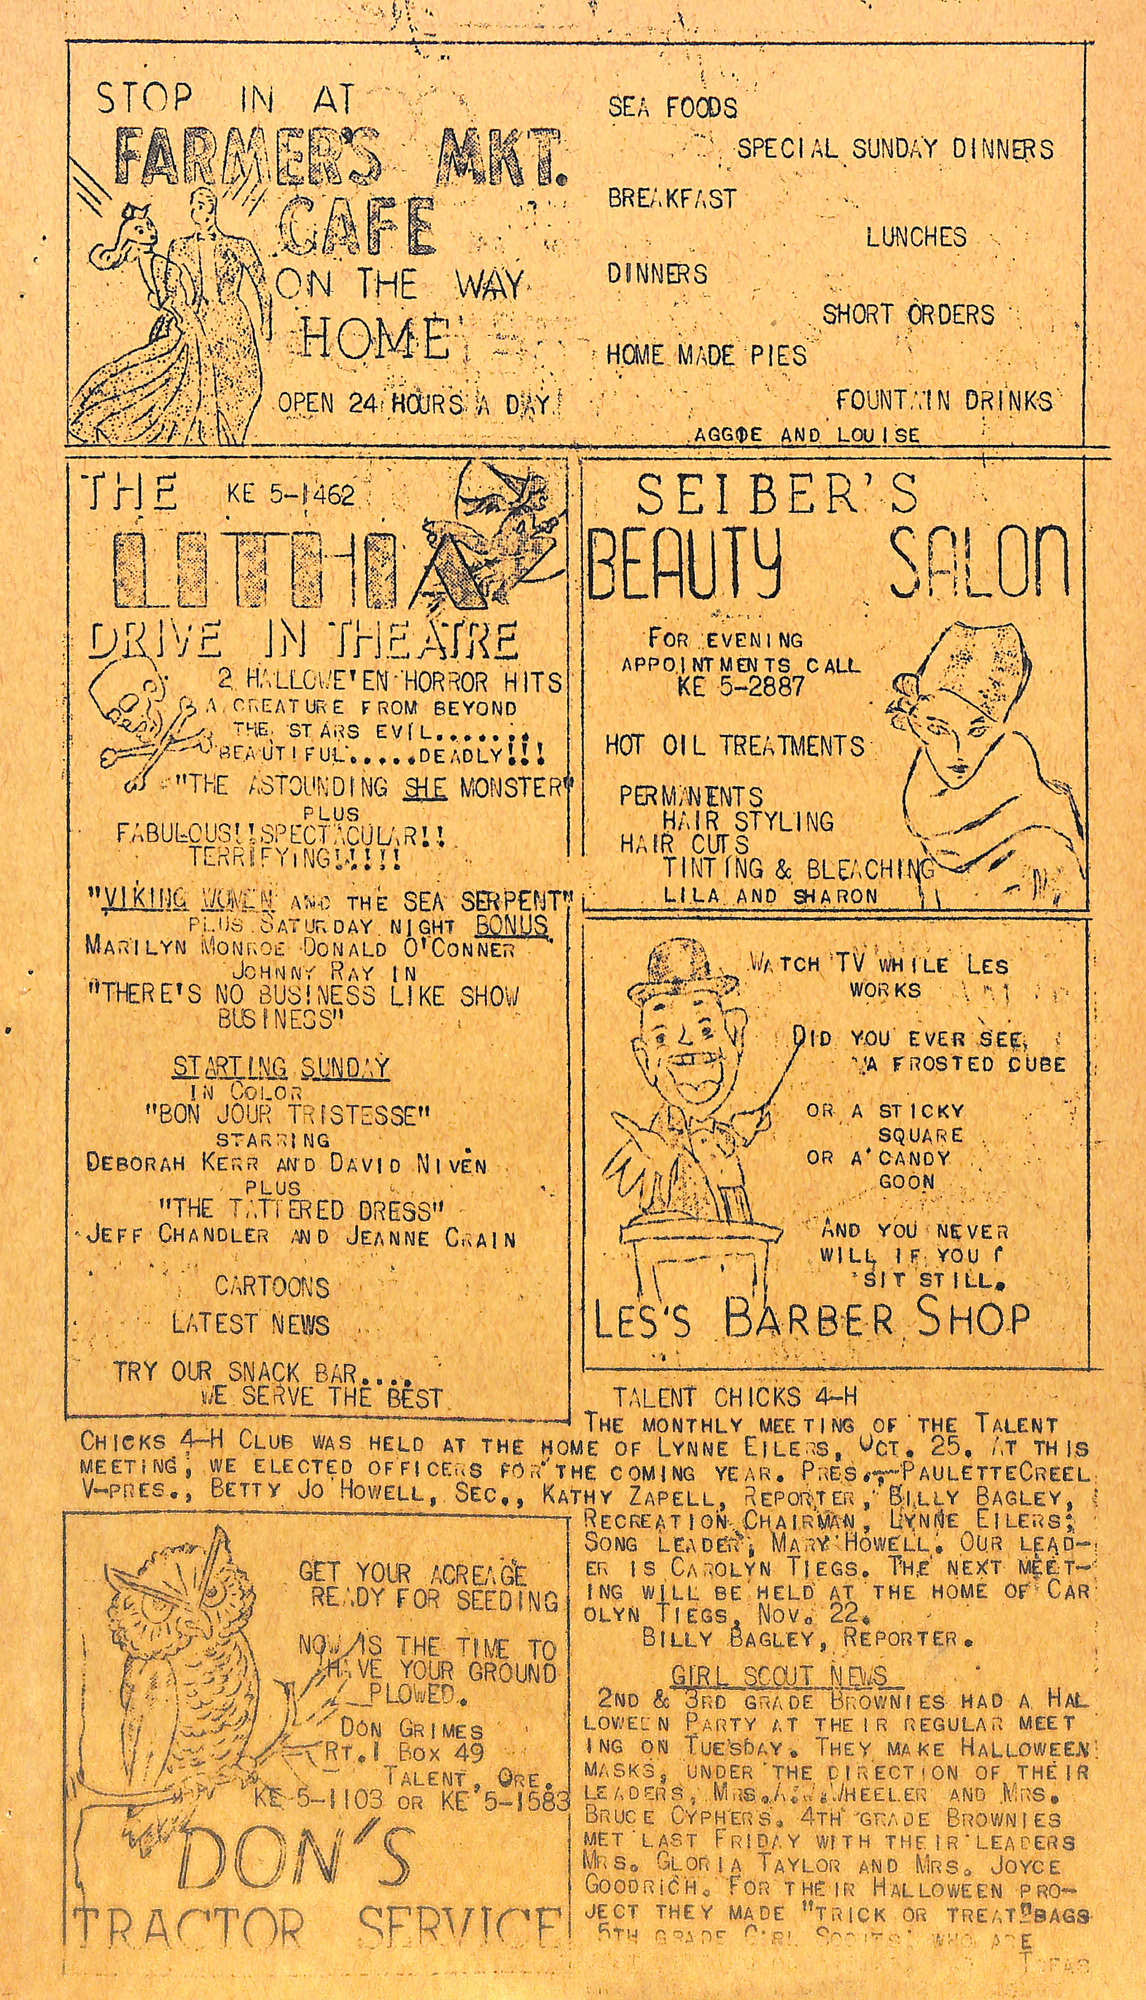 STOP IN AT
FARMER'S MKT.
CAFE
ON THE WAY
HOME
OPEN 24 HOURS A DAY
SEA FOODS
SPECIAL SUNDAY DINNERS
BREAKFAST
LUNCHES
DINNERS
SHORT ORDERS
HOME MADE PIES
FOUNTAIN DRINKS
AGGIE AND LOUISE
THE KE 5-1462
LITHIA
DRIVE IN THEATRE
2 HALLOWE'EN HORROR HITS
A CREATURE FROM BEYOND
THE STARS EVIL.......
BEAUTIFUL.....DEADLY!!!
"THE ASTOUNDING SHE MONSTER"
PLUS
FABULOUS!!SPECTACULAR!!
TERRIFYING!!!!!
"VIKING WOMEN AND THE SEA SERPENT"
PLUS SATURDAY NIGHT BONUS
MARILYN MONROE DONALD O'CONNER
JOHNNY RAY IN
"THERE'S NO BUSINESS LIKE SHOW
BUSINESS"
STARTING SUNDAY
IN COLOR
"BON JOUR TRISTESSE"
STARRING
DEBORAH KERR AND DAVID NIVEN
PLUS
"THE TATTERED DRESS"
JEFF CHANDLER AND JEANNE CRAIN
CARTOONS
LATEST NEWS
TRY OUR SNACK BAR....
WE SERVE THE BEST
SEIBER'S
BEAUTY SALON
FOR EVENING
APPOINTMENTS CALL
KE 5-2887
HOT OIL TREATMENTS
PERMANENTS
HAIR STYLING
HAIR CUTS
TINTING & BLEACHING
LILA AND SHARON
WATCH TV WHILE LES
WORKS
DID YOU EVER SEE
A FROSTED CUBE
OR A STICKY
SQUARE
OR A CANDY
GOON
AND YOU NEVER
WILL IF YOU
SIT STILL.
LES'S BARBER SHOP
TALENT CHICKS 4-H
THE MONTHLY MEETING OF THE TALENT
CHICKS 4-H CLUB WAS HELD AT THE HOME OF LYNNE EILERS, OCT. 25. AT THIS
MEETING, WE ELECTED OFFICERS FOR THE COMING YEAR. PRES.,-PAULETTECREEL
V-PRES., BETTY JO HOWELL, SEC., KATHY ZAPELL, REPORTER, BILLY BAGLEY,
RECREATION CHAIRMAN, LYNNE EILERS;
SONG LEADER, MARY HOWELL. OUR LEAD-
ER IS CAROLYN TIEGS. THE NEXT MEET-
ING WILL BE HELD AT THE HOME OF CAR
OLYN TIEGS, NOV. 22.
BILLY BAGLEY, REPORTER.
GIRL SCOUT NEWS
2ND & 3RD GRADE BROWNIES HAD A HAL
LOWEEN PARTY AT THEIR REGULAR MEET
ING ON TUESDAY. THEY MAKE HALLOWEEN
MASKS, UNDER THE DIRECTION OF THEIR
LEADERS, MRS. WHEELER AND MRS.
BRUCE CYPHERS. 4TH GRADE BROWNIES
MET LAST FRIDAY WITH THEIR LEADERS
MRS. GLORIA TAYLOR AND MRS. JOYCE
GOODRICH. FOR THEIR HALLOWEEN PRO-
JECT THEY MADE "TRICK OR TREAT"BAGS
5TH GRADE GIRL SCOUTS, WHO ARE
GET YOUR ACREAGE
READY FOR SEEDING
NOW IS THE TIME TO
HAVE YOUR GROUND
PLOWED.
DON GRIMES
RT.1 BOX 49
TALENT, ORE.
KE 5-1103 OR KE 5-1583
DON'S
TRACTOR SERVICE